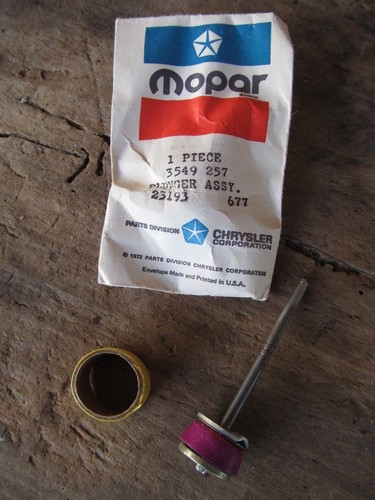 Mopar
1 PIECE
3549 257
PLUNGER ASSY.
23193 677
PARTS DIVISION CHRYSLER CORPORATION
© 1972 PARTS DIVISION CHRYSLER CORPORATION
Envelope Made and Printed in U.S.A.